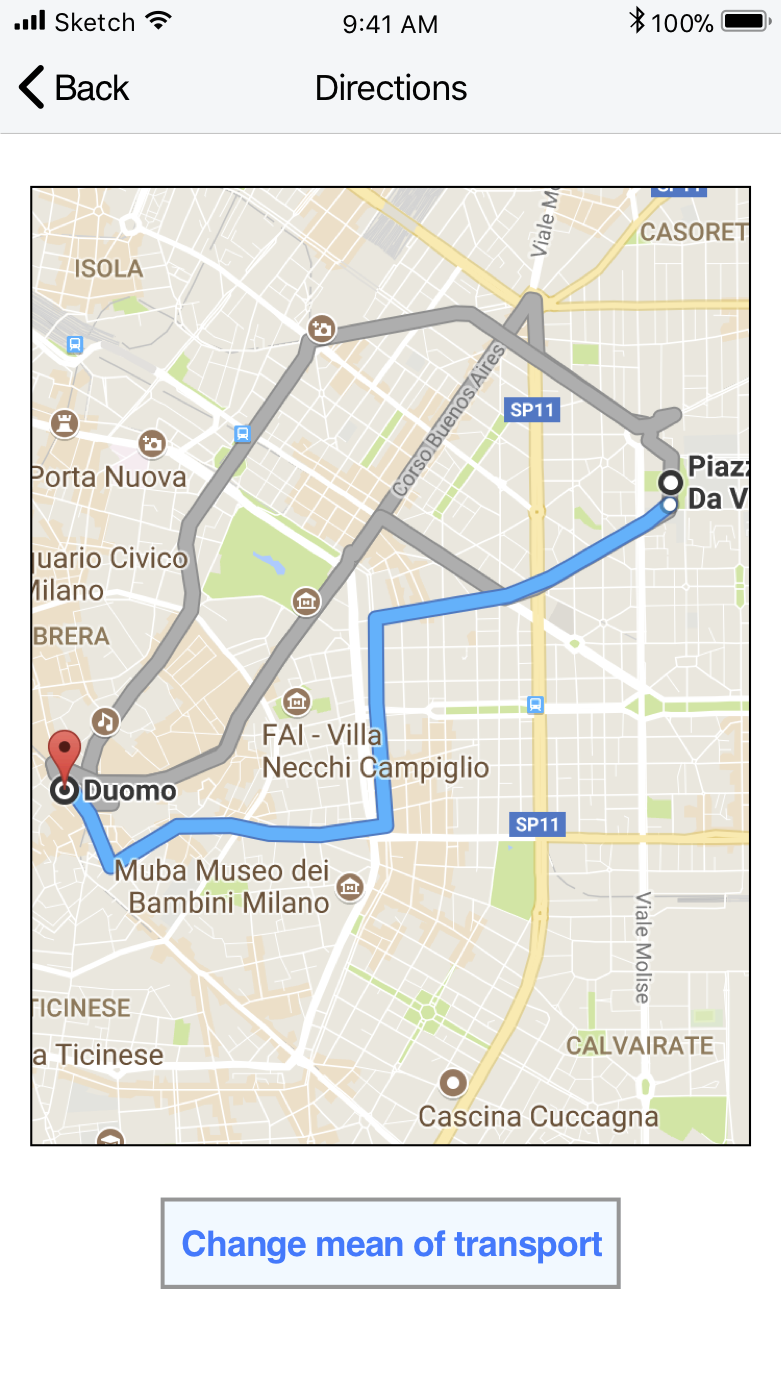 Sketch 9:41 AM 100%
Back Directions
Viale M
CASORET
ISOLA
Corso Buenos Aires
SP11
Porta Nuova
Piazz
Da V
uario Civico
Milano
BRERA
FAI - Villa
Necchi Campiglio
Duomo
SP11
Muba Museo dei
Bambini Milano
Viale Molise
TICINESE
CALVAIRATE
a Ticinese
Cascina Cuccagna
Change mean of transport